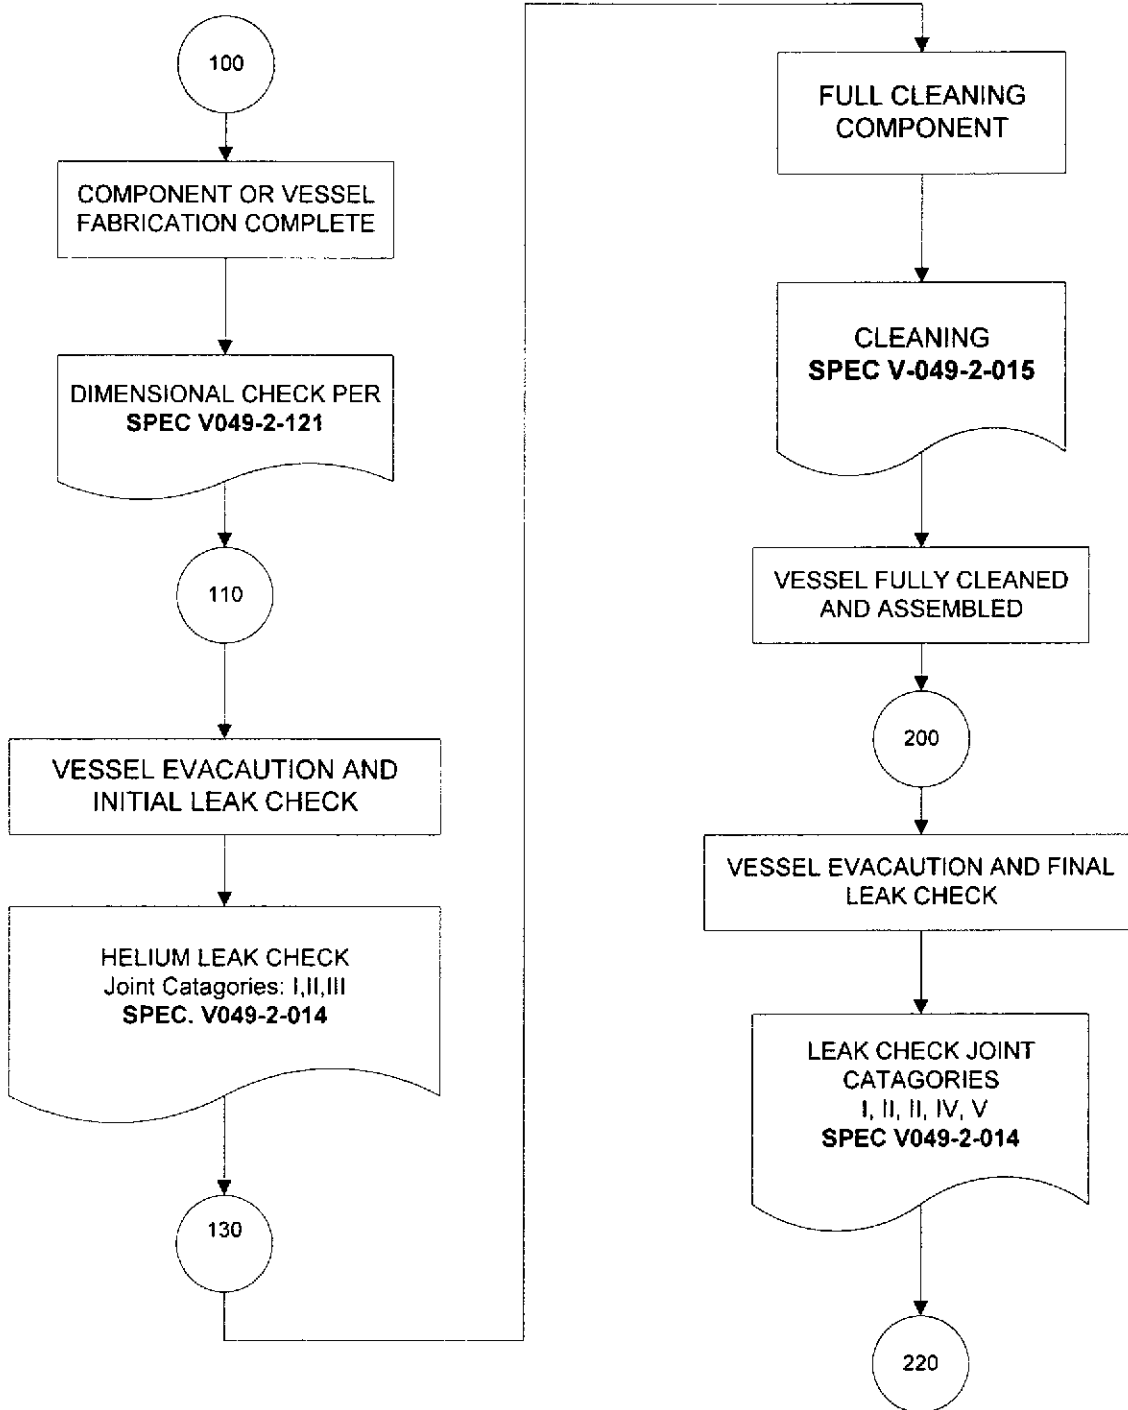 100
COMPONENT OR VESSEL
FABRICATION COMPLETE
DIMENSIONAL CHECK PER
SPEC V049-2-121
110
VESSEL EVACAUTION AND
INITIAL LEAK CHECK
HELIUM LEAK CHECK
Joint Catagories: I,II,III
SPEC. V049-2-014
130
FULL CLEANING
COMPONENT
CLEANING
SPEC V-049-2-015
VESSEL FULLY CLEANED
AND ASSEMBLED
200
VESSEL EVACAUTION AND FINAL
LEAK CHECK
LEAK CHECK JOINT
CATAGORIES
I, II, II, IV, V
SPEC V049-2-014
220